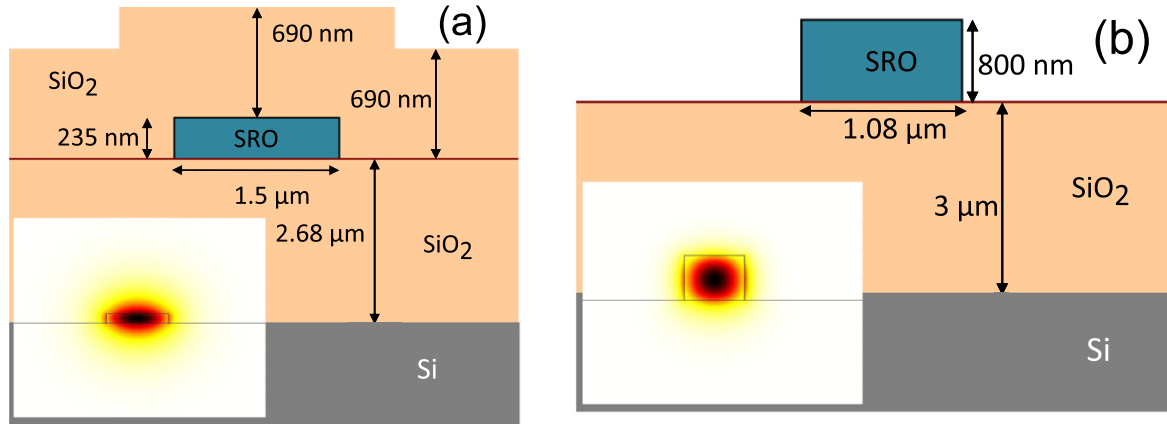 (a)
690 nm
SiO2
690 nm
235 nm
SRO
1.5 µm
2.68 µm
SiO2
Si
(b)
SRO
800 nm
1.08 µm
SiO2
3 µm
Si